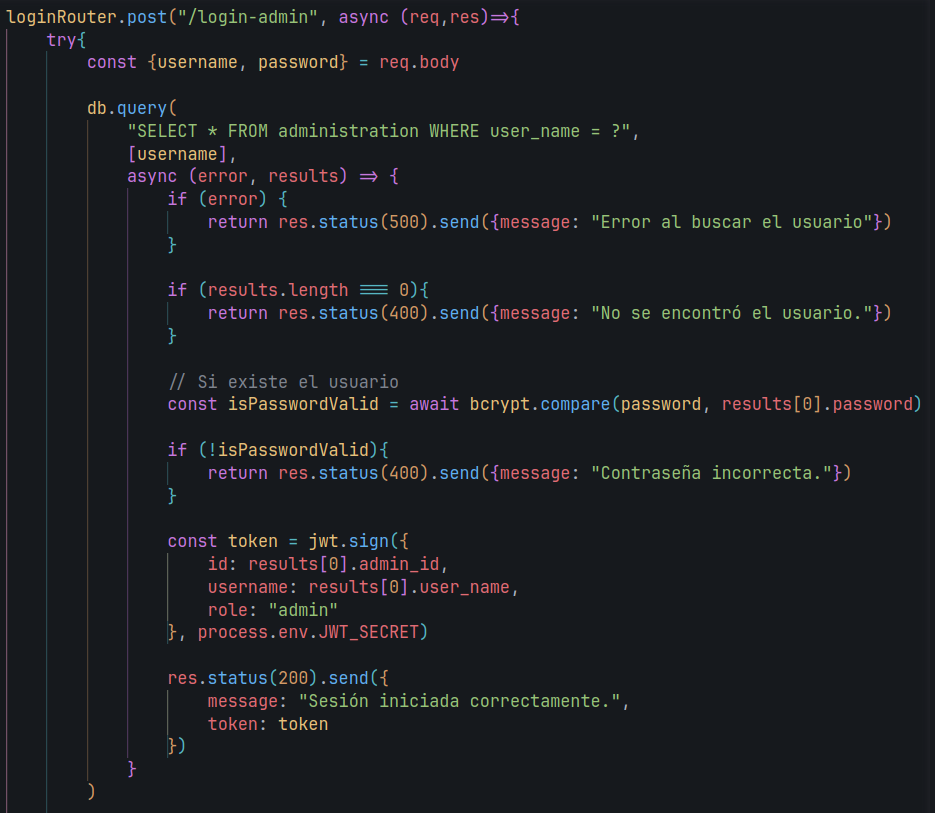 loginRouter.post("/login-admin", async (req,res)=>{
try{
const {username, password} = req.body
db.query(
"SELECT * FROM administration WHERE user_name = ?",
[username],
async (error, results) => {
if (error) {
return res.status(500).send({message: "Error al buscar el usuario"})
}
if (results.length === 0){
return res.status(400).send({message: "No se encontró el usuario."})
}
// Si existe el usuario
const isPasswordValid = await bcrypt.compare(password, results[0].password)
if (!isPasswordValid){
return res.status(400).send({message: "Contraseña incorrecta."})
}
const token = jwt.sign({
id: results[0].admin_id,
username: results[0].user_name,
role: "admin"
}, process.env.JWT_SECRET)
res.status(200).send({
message: "Sesión iniciada correctamente.",
token: token
})
}
)